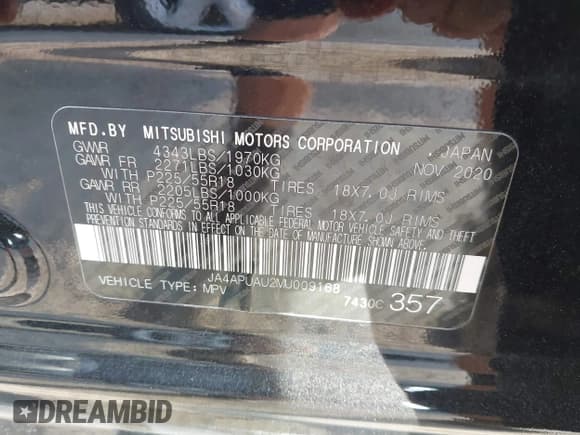 MFD.BY MITSUBISHI MOTORS CORPORATION , JAPAN
GVWR 4343LBS/1970KG NOV 2020
GAWR FR 2271LBS/1030KG
WITH P225/55R18 TIRES 18X7.0J RIMS
GAWR RR 2205LBS/1000KG
WITH P225/55R18 TIRES 18X7.0J RIMS
THIS VEHICLE CONFORMS TO ALL APPLICABLE FEDERAL MOTOR VEHICLE SAFETY AND THEFT
PREVENTION STANDARDS IN EFFECT ON THE DATE OF MANUFACTURE SHOWN ABOVE.
JA4APUAU2MU009168
VEHICLE TYPE: MPV 7430C 357
DREAMBID